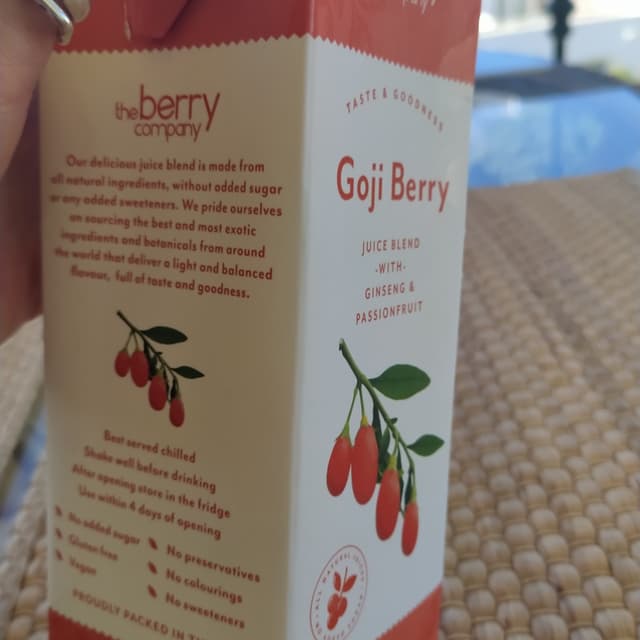 the berry
company
Our delicious juice blend is made from
all natural ingredients, without added sugar
or any added sweeteners. We pride ourselves
on sourcing the best and most exotic
ingredients and botanicals from around
the world that deliver a light and balanced
flavour, full of taste and goodness.
Best served chilled
Shake well before drinking
After opening store in the fridge
Use within 4 days of opening
No added sugar
Gluten free
Vegan
No preservatives
No colourings
No sweeteners
PROUDLY PACKED IN
TASTE & GOODNESS
Goji Berry
JUICE BLEND
-WITH-
GINSENG &
PASSIONFRUIT
ALL NATURAL